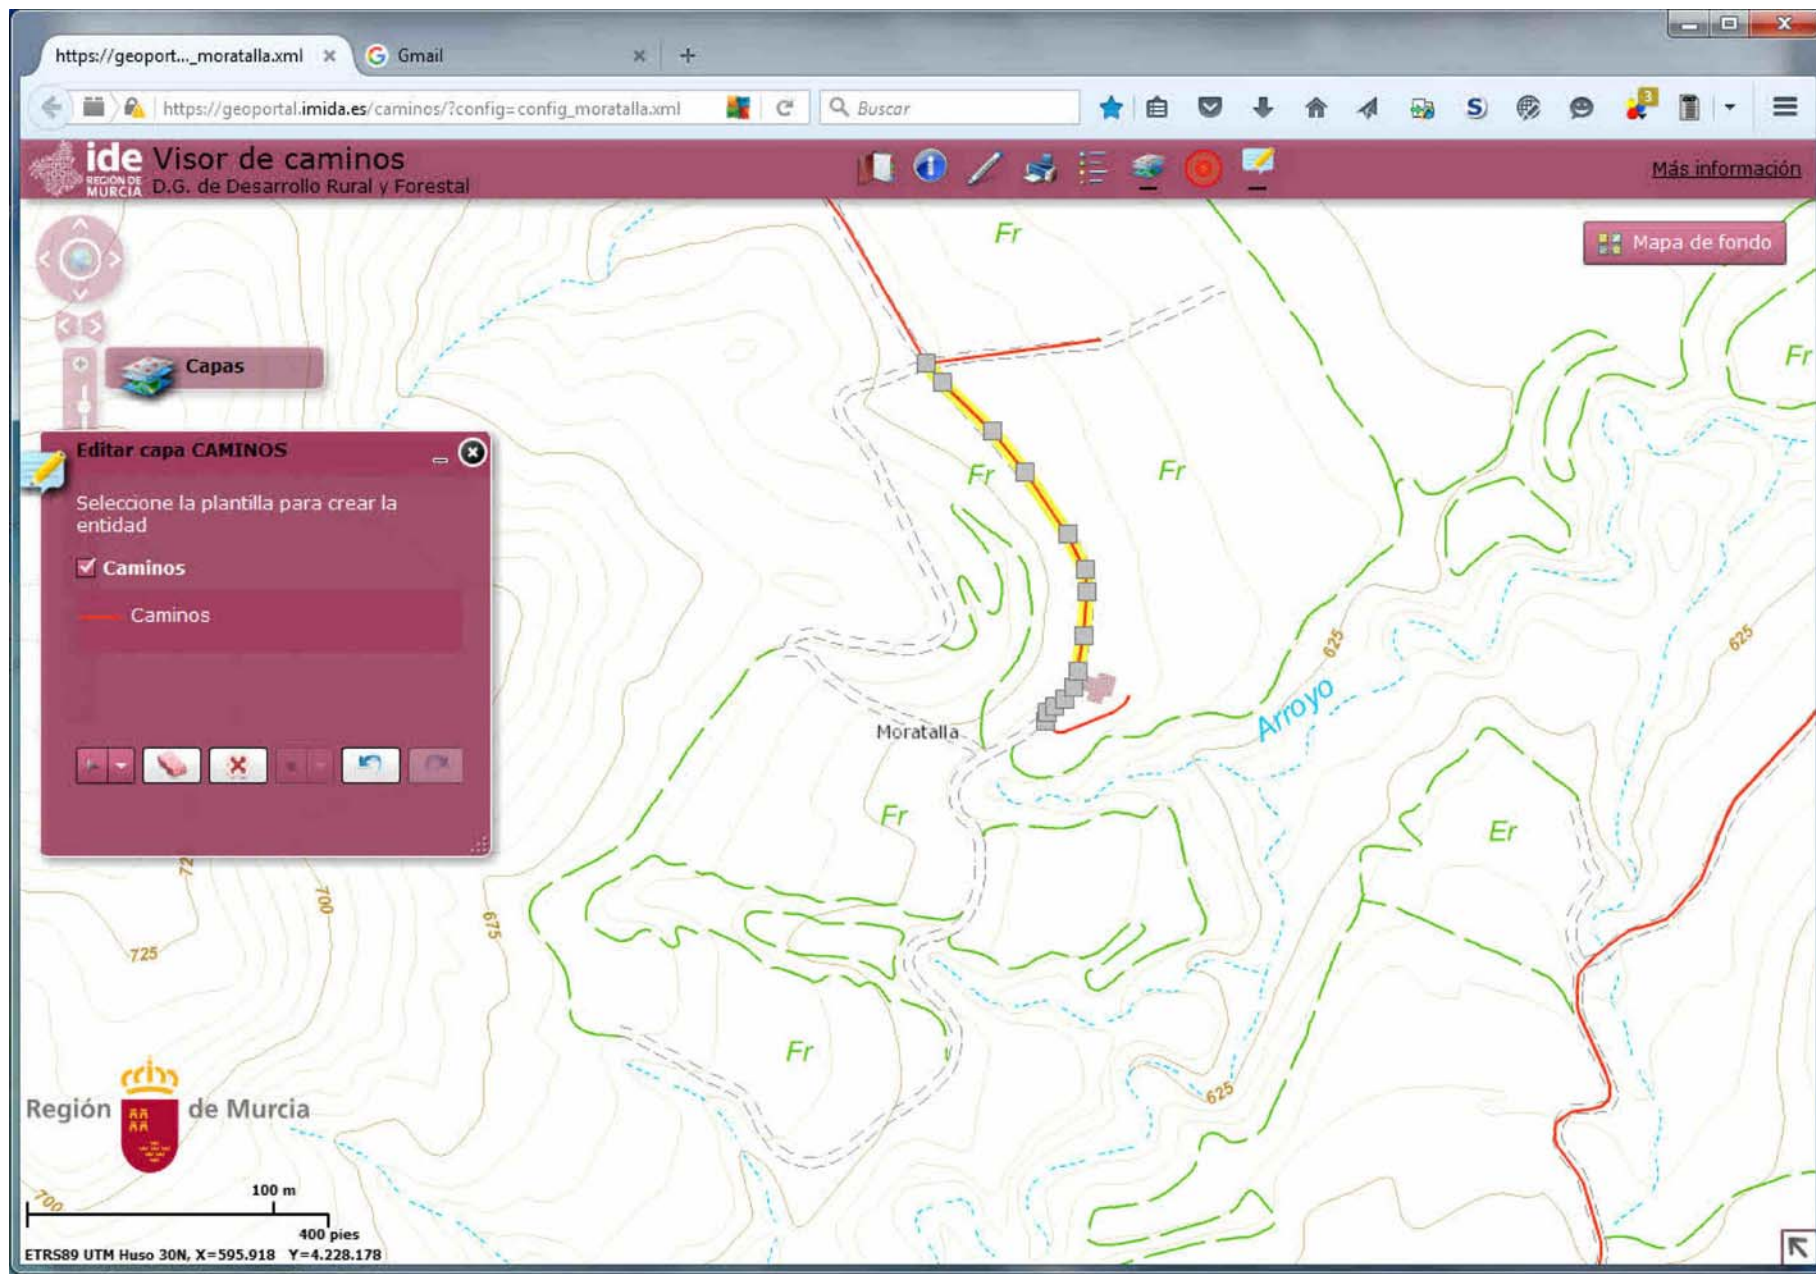 https://geoport..._moratalla.xml
Gmail
https://geoportal.imida.es/caminos/?config=config_moratalla.xml
Buscar
S)
3
ide
REGIÓN DE
MURCIA
Visor de caminos
D.G. de Desarrollo Rural y Forestal
Más información
Mapa de fondo
Capas
Editar capa CAMINOS
Seleccione la plantilla para crear la
entidad
Caminos
Caminos
Fr
Fr
Fr
Fr
625
625
Arroyo
Moratalla
Fr
Er
700
675
725
Fr
625
Región de Murcia
700
100 m
400 pies
ETRS89 UTM Huso 30N, X=595.918 Y=4.228.178